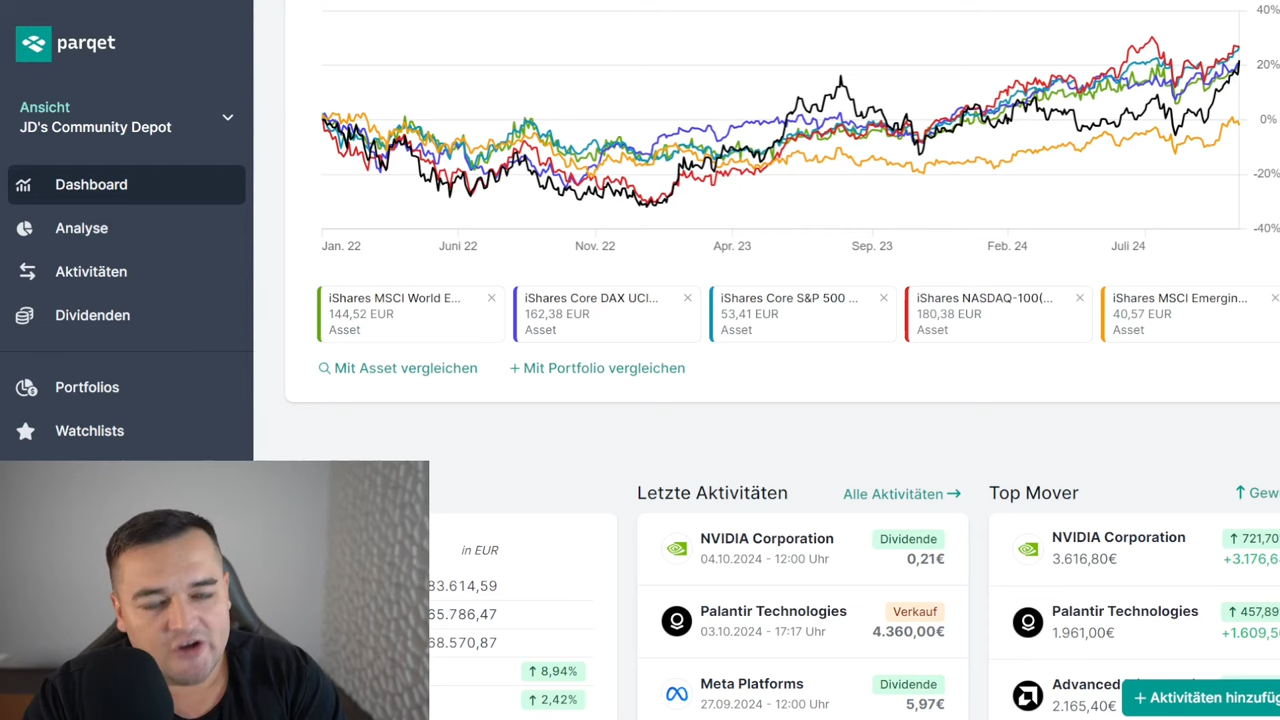 parqet
Ansicht
JD's Community Depot
Dashboard
Analyse
Aktivitäten
Dividenden
Portfolios
Watchlists
40%
20%
0%
-20%
-40%
Jan. 22
Juni 22
Nov. 22
Apr. 23
Sep. 23
Feb. 24
Juli 24
iShares MSCI World E...
144,52 EUR
Asset
iShares Core DAX UCI...
162,38 EUR
Asset
iShares Core S&P 500 ...
53,41 EUR
Asset
iShares NASDAQ-100(...
180,38 EUR
Asset
iShares MSCI Emergin...
40,57 EUR
Asset
Mit Asset vergleichen
+ Mit Portfolio vergleichen
in EUR
83.614,59
65.786,47
68.570,87
↑ 8,94%
↑ 2,42%
Letzte Aktivitäten
Alle Aktivitäten →
NVIDIA Corporation
Dividende
04.10.2024 - 12:00 Uhr
0,21€
Palantir Technologies
Verkauf
03.10.2024 - 17:17 Uhr
4.360,00€
Meta Platforms
Dividende
27.09.2024 - 12:00 Uhr
5,97€
Top Mover
↑ Gew
NVIDIA Corporation
↑ 721,70
3.616,80€
+3.176,6
Palantir Technologies
↑ 457,89
1.961,00€
+1.609,5
Advanced
2.165,40€
+ Aktivitäten hinzufüg